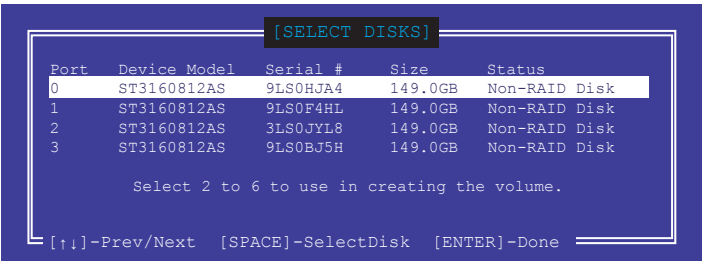 [SELECT DISKS]
Port Device Model Serial # Size Status
0 ST3160812AS 9LS0HJA4 149.0GB Non-RAID Disk
1 ST3160812AS 9LS0F4HL 149.0GB Non-RAID Disk
2 ST3160812AS 3LS0JYL8 149.0GB Non-RAID Disk
3 ST3160812AS 9LS0BJ5H 149.0GB Non-RAID Disk
Select 2 to 6 to use in creating the volume.
[↑↓]-Prev/Next [SPACE]-SelectDisk [ENTER]-Done